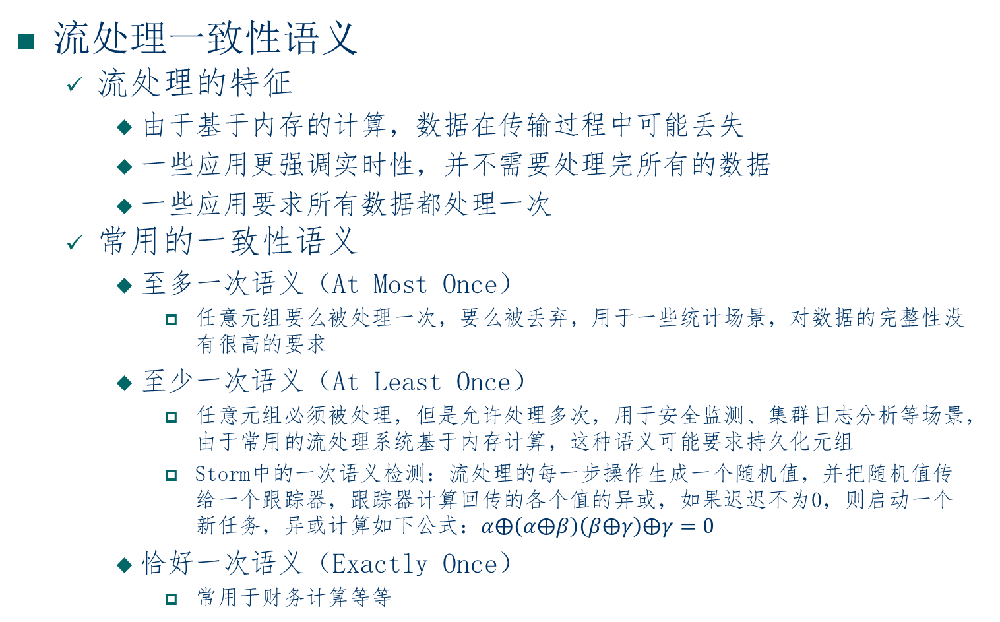 流处理一致性语义
流处理的特征
由于基于内存的计算，数据在传输过程中可能丢失
一些应用更强调实时性，并不需要处理完所有的数据
一些应用要求所有数据都处理一次
常用的一致性语义
至多一次语义（At Most Once）
任意元组要么被处理一次，要么被丢弃，用于一些统计场景，对数据的完整性没
有很高的要求
至少一次语义（At Least Once）
任意元组必须被处理，但是允许处理多次，用于安全监测、集群日志分析等场景，
由于常用的流处理系统基于内存计算，这种语义可能要求持久化元组
Storm中的一次语义检测：流处理的每一步操作生成一个随机值，并把随机值传
给一个跟踪器，跟踪器计算回传的各个值的异或，如果迟迟不为0，则启动一个
新任务，异或计算如下公式：α⊕(α⊕β)(β⊕γ)⊕γ = 0
恰好一次语义（Exactly Once）
常用于财务计算等等